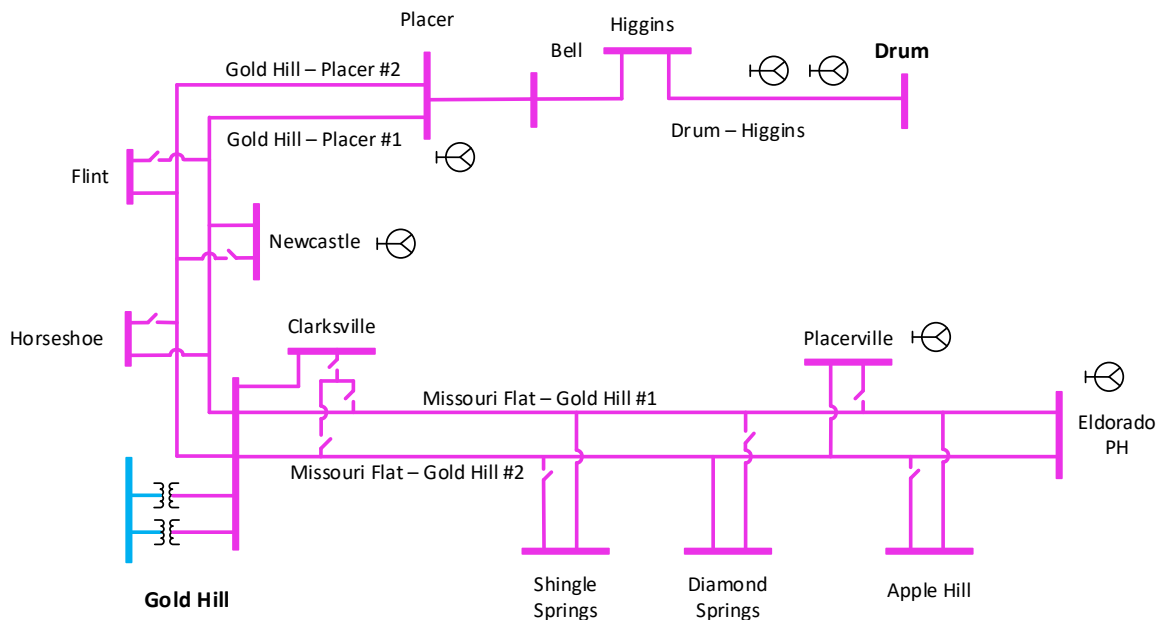 Placer
Higgins
Bell
Drum
Gold Hill – Placer #2
Gold Hill – Placer #1
Drum – Higgins
Flint
Newcastle
Horseshoe
Clarksville
Placerville
Missouri Flat – Gold Hill #1
Eldorado
PH
Missouri Flat – Gold Hill #2
Gold Hill
Shingle
Springs
Diamond
Springs
Apple Hill